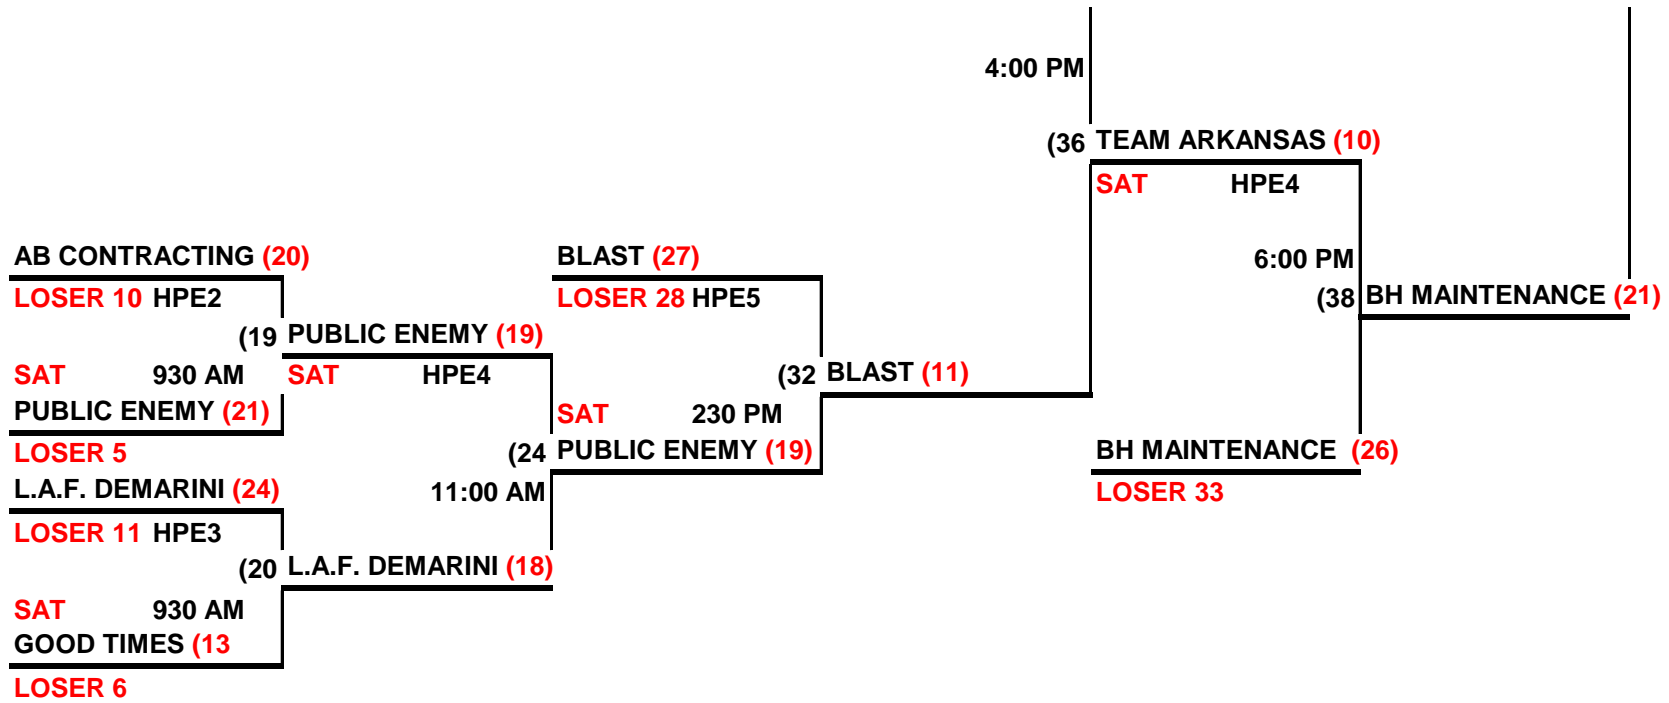 4:00 PM
(36 TEAM ARKANSAS (10)
SAT HPE4
AB CONTRACTING (20) BLAST (27) 6:00 PM
LOSER 10 HPE2 LOSER 28 HPE5 (38 BH MAINTENANCE (21)
(19 PUBLIC ENEMY (19)
SAT 930 AM SAT HPE4 (32 BLAST (11)
PUBLIC ENEMY (21) SAT 230 PM
LOSER 5 (24 PUBLIC ENEMY (19) BH MAINTENANCE (26)
L.A.F. DEMARINI (24) 11:00 AM LOSER 33
LOSER 11 HPE3
(20 L.A.F. DEMARINI (18)
SAT 930 AM
GOOD TIMES (13
LOSER 6